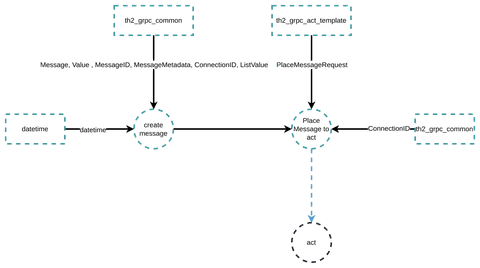 th2_grpc_common
th2_grpc_act_template
Message, Value , MessageID, MessageMetadata, ConnectionID, ListValue
PlaceMessageRequest
datetime
datetime
create
message
Place
Message to
act
ConnectionID
th2_grpc_common
act